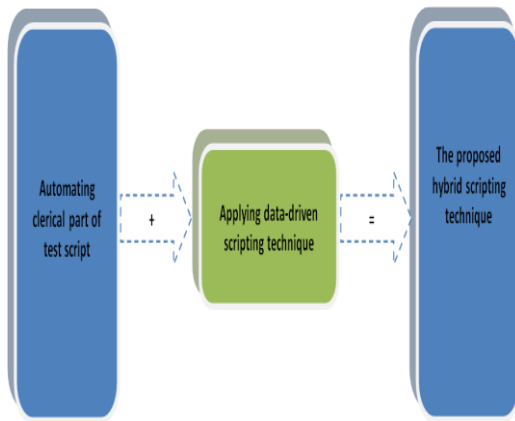 Automating
clerical part of
test script
+
Applying data-driven
scripting technique
=
The proposed
hybrid scripting
technique